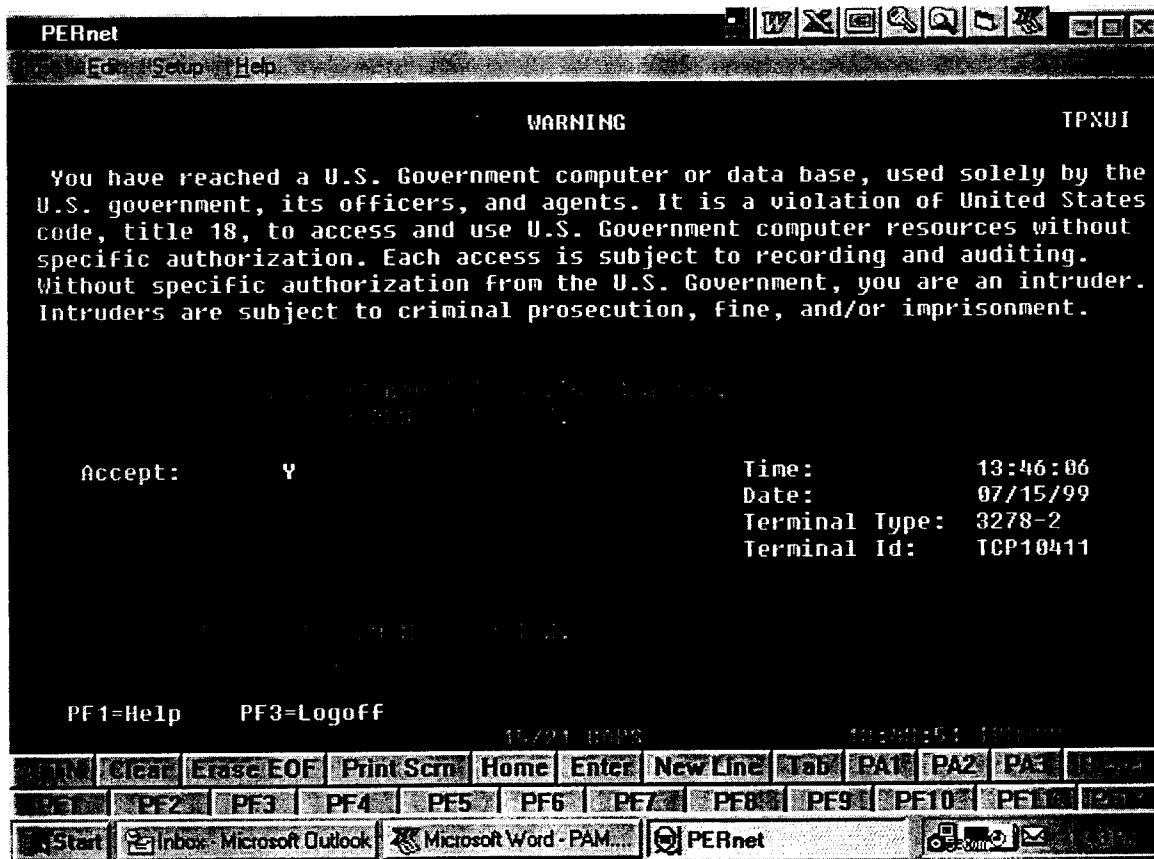 PERnet
Edit Setup Help
WARNING TPXUI
You have reached a U.S. Government computer or data base, used solely by the
U.S. government, its officers, and agents. It is a violation of United States
code, title 18, to access and use U.S. Government computer resources without
specific authorization. Each access is subject to recording and auditing.
Without specific authorization from the U.S. Government, you are an intruder.
Intruders are subject to criminal prosecution, fine, and/or imprisonment.
Accept: Y Time: 13:46:06
Date: 07/15/99
Terminal Type: 3278-2
Terminal Id: TCP10411
PF1=Help PF3=Logoff
Clear Erase EOF Print Scrn Home Enter New Line Tab PA1 PA2 PA3
PF1 PF2 PF3 PF4 PF5 PF6 PF7 PF8 PF9 PF10 PF11
Start Inbox - Microsoft Outlook Microsoft Word - PAM... PERnet